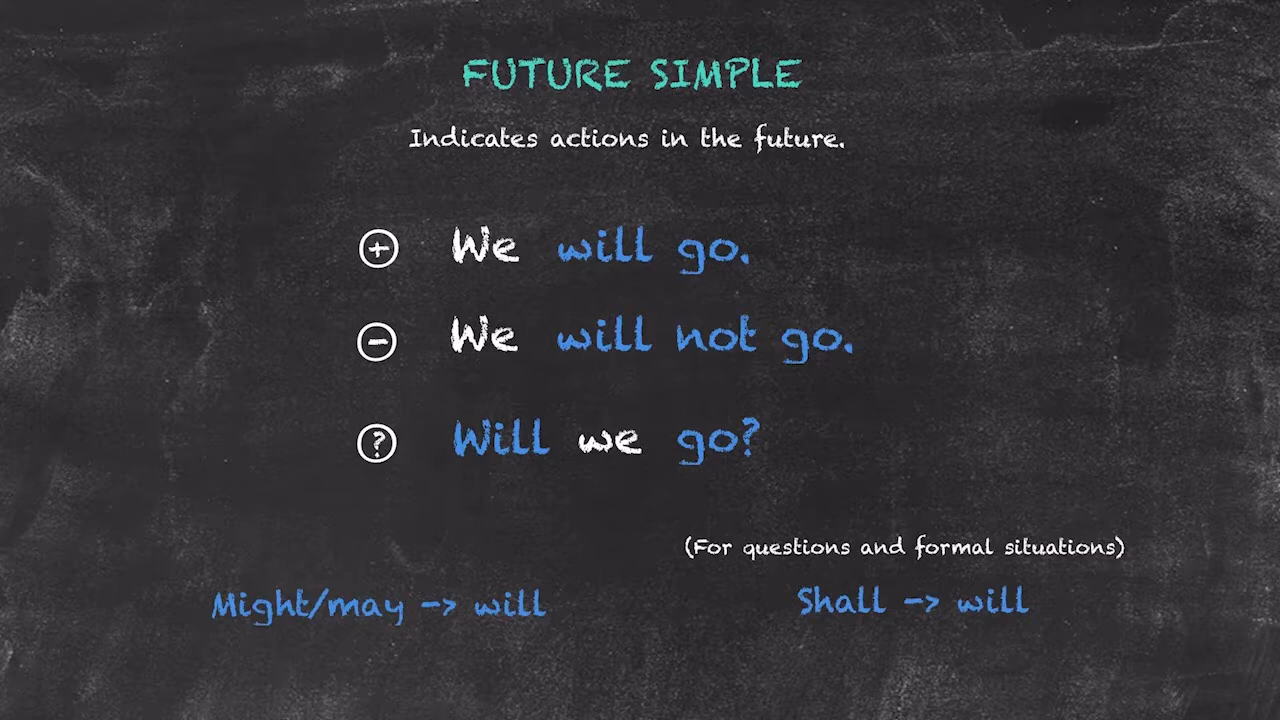 FUTURE SIMPLE
Indicates actions in the future.
+ We will go.
- We will not go.
? Will we go?
(For questions and formal situations)
Might/may -> will
Shall -> will